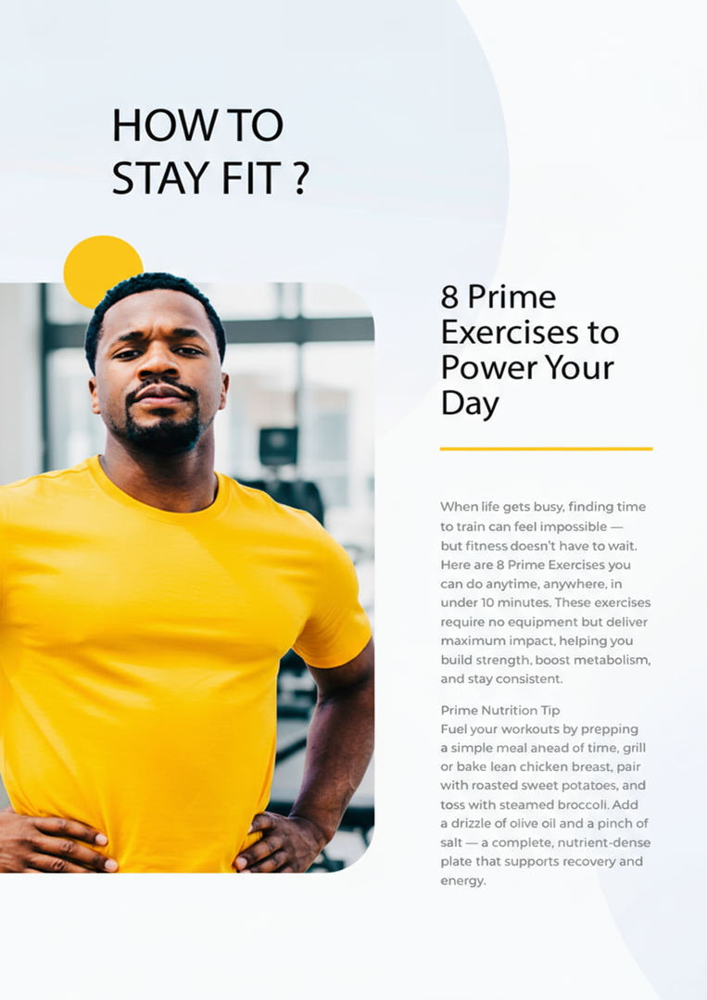 HOW TO
STAY FIT ?
8 Prime
Exercises to
Power Your
Day
When life gets busy, finding time
to train can feel impossible —
but fitness doesn't have to wait.
Here are 8 Prime Exercises you
can do anytime, anywhere, in
under 10 minutes. These exercises
require no equipment but deliver
maximum impact, helping you
build strength, boost metabolism,
and stay consistent.
Prime Nutrition Tip
Fuel your workouts by prepping
a simple meal ahead of time, grill
or bake lean chicken breast, pair
with roasted sweet potatoes, and
toss with steamed broccoli. Add
a drizzle of olive oil and a pinch of
salt — a complete, nutrient-dense
plate that supports recovery and
energy.